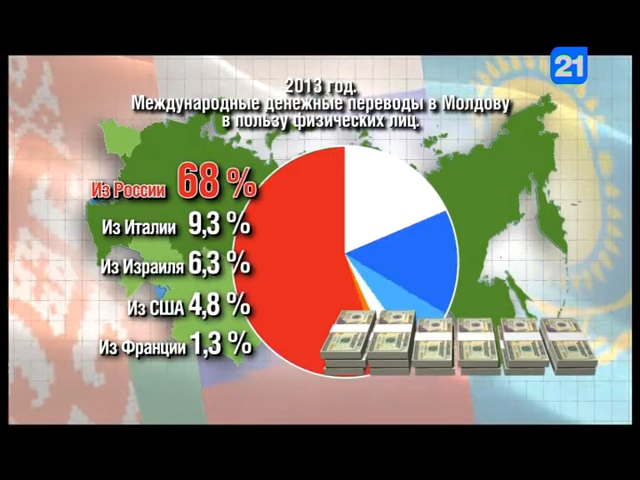 21
2013 год.
Международные денежные переводы в Молдову
в пользу физических лиц.
Из России 68 %
Из Италии 9,3 %
Из Израиля 6,3 %
Из США 4,8 %
Из Франции 1,3 %